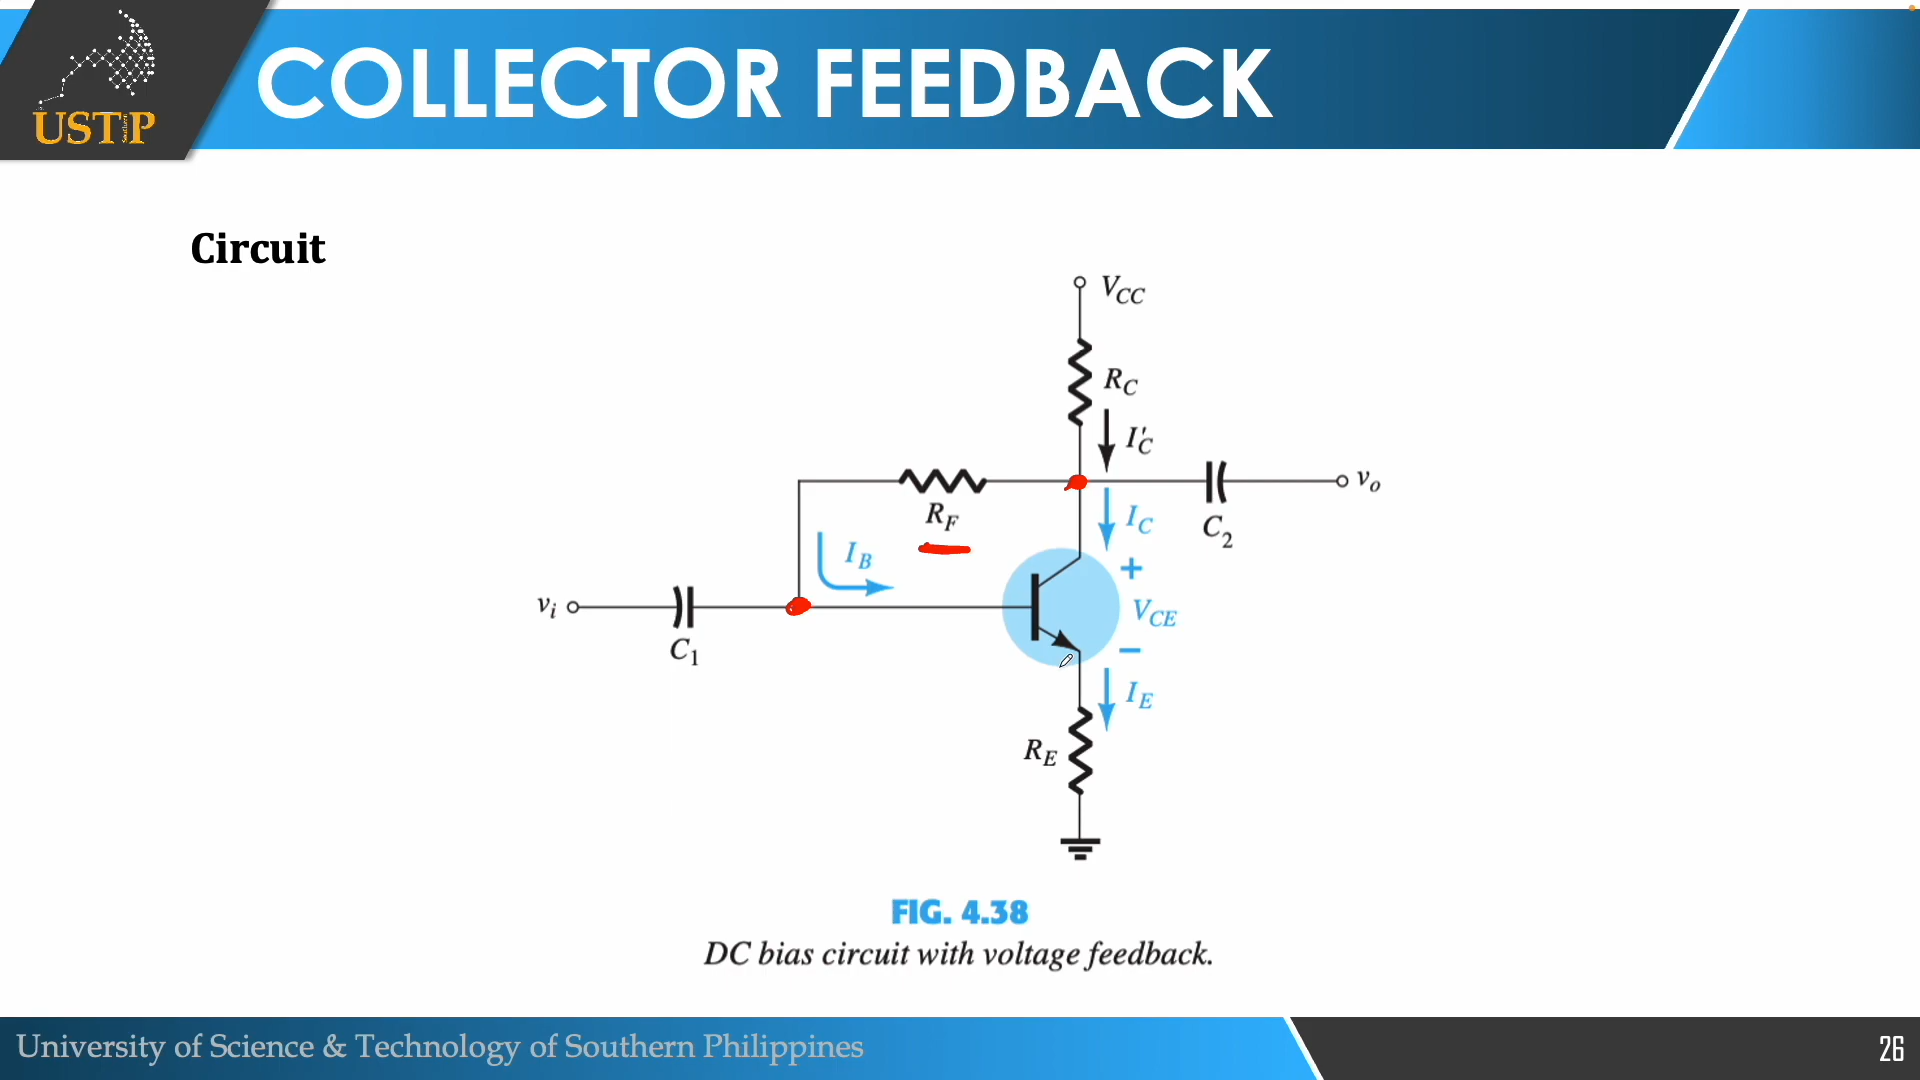 COLLECTOR FEEDBACK
USTP
Circuit
VCC
RC
I'C
RF
IC
C2
vo
IB
+
VCE
−
vi
C1
IE
RE
FIG. 4.38
DC bias circuit with voltage feedback.
University of Science & Technology of Southern Philippines
26